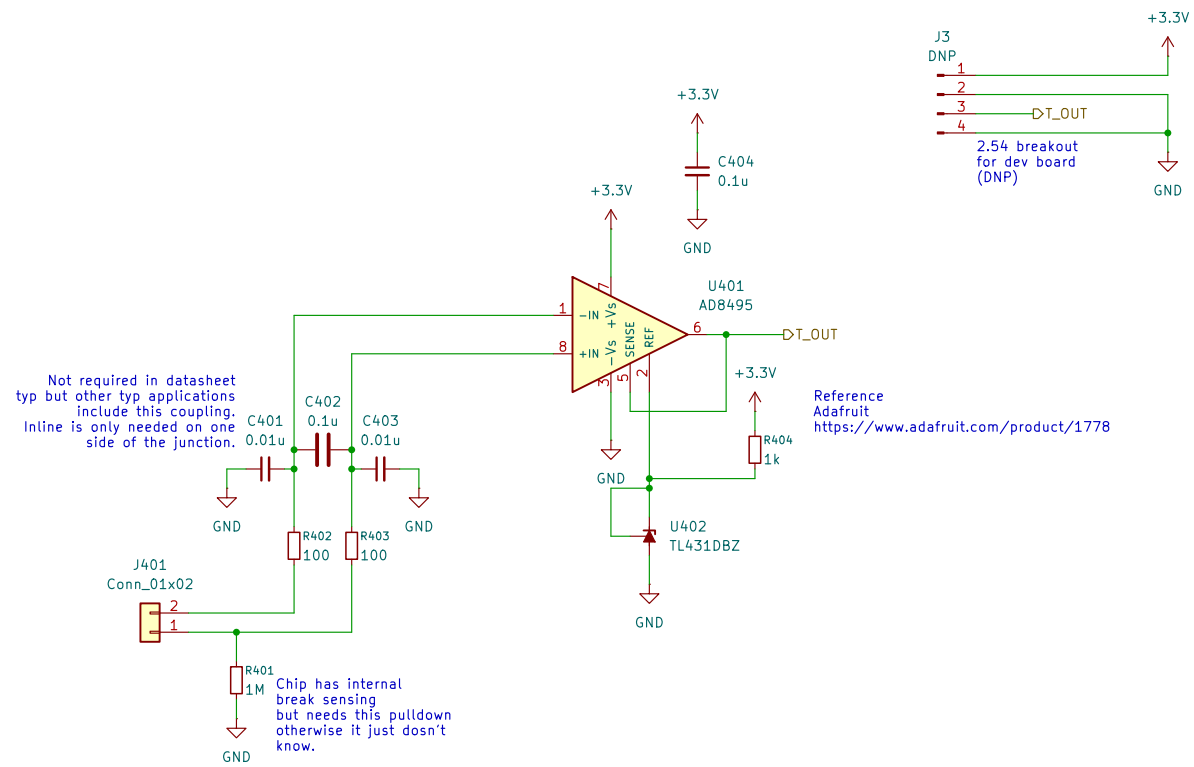 +3.3V
J3
DNP
1
2
3
4
T_OUT
2.54 breakout
for dev board
(DNP)
GND
+3.3V
C404
0.1u
GND
+3.3V
U401
AD8495
7
1
-IN
+Vs
8
+IN
-Vs
SENSE
REF
6
3
5
2
T_OUT
+3.3V
Reference
Adafruit
https://www.adafruit.com/product/1778
R404
1k
GND
U402
TL431DBZ
GND
Not required in datasheet
typ but other typ applications
include this coupling.
Inline is only needed on one
side of the junction.
C401
0.01u
C402
0.1u
C403
0.01u
GND
GND
R402
100
R403
100
J401
Conn_01x02
2
1
R401
1M
Chip has internal
break sensing
but needs this pulldown
otherwise it just dosn't
know.
GND